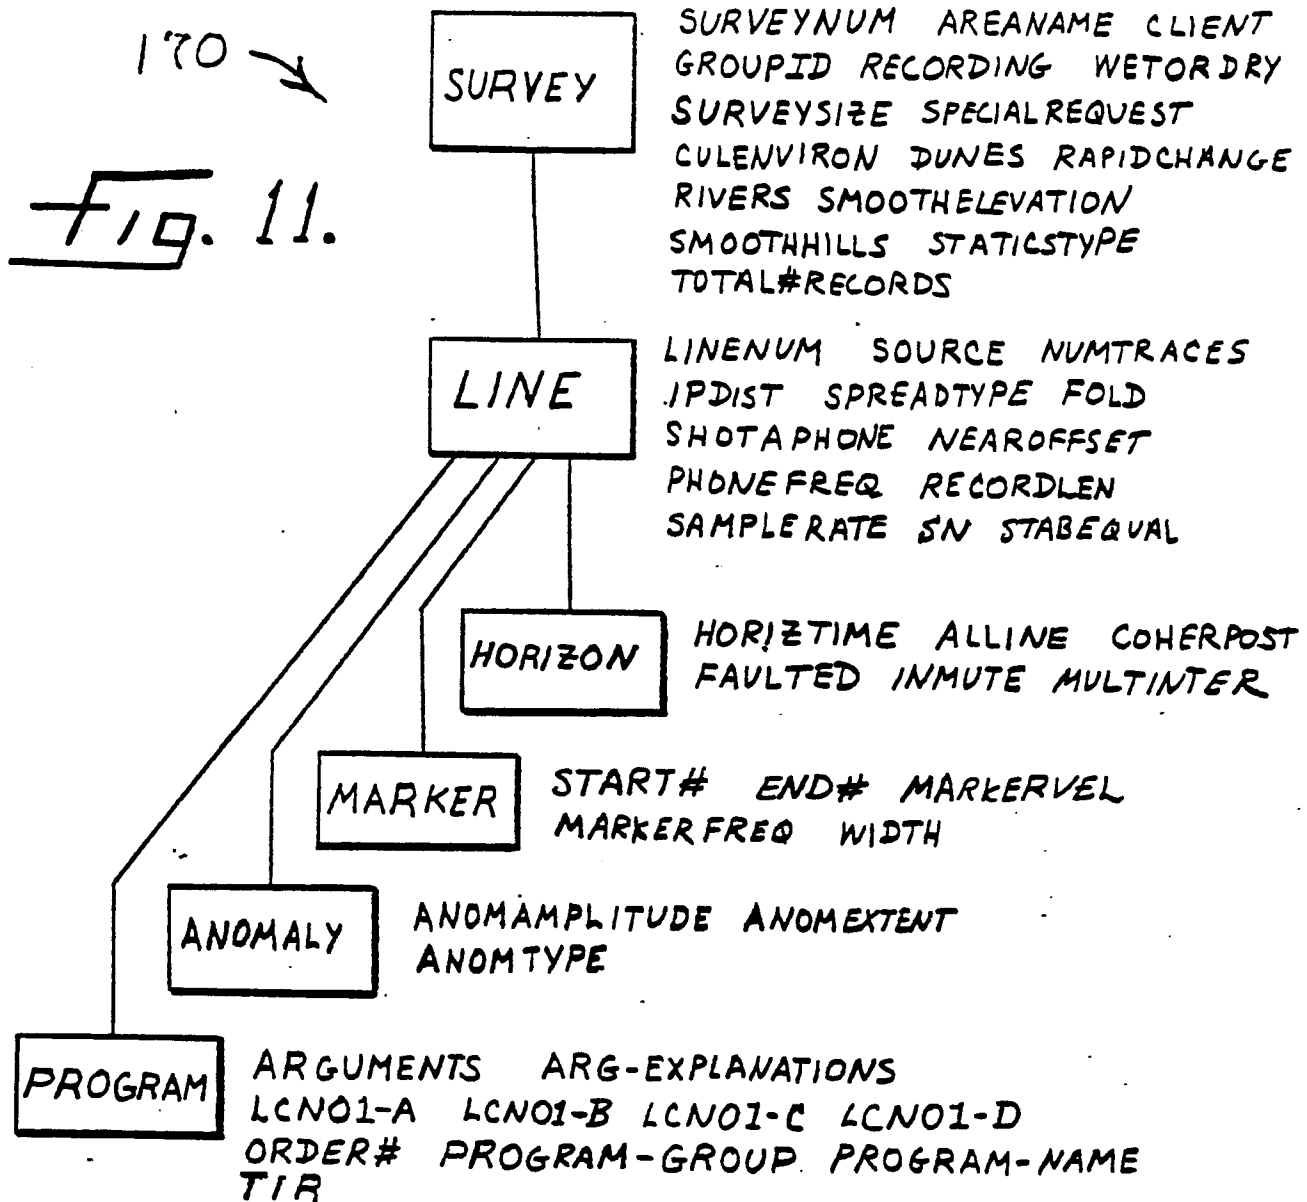 170
Fig. 11.
SURVEY
SURVEYNUM AREANAME CLIENT
GROUPID RECORDING WETORDRY
SURVEYSIZE SPECIALREQUEST
CULENVIRON DUNES RAPIDCHANGE
RIVERS SMOOTHELEVATION
SMOOTHHILLS STATICSTYPE
TOTAL#RECORDS
LINE
LINENUM SOURCE NUMTRACES
IPDIST SPREADTYPE FOLD
SHOTAPHONE NEAROFFSET
PHONEFREQ RECORDLEN
SAMPLERATE SN STABEQUAL
HORIZON
HORIZTIME ALLINE COHERPOST
FAULTED INMUTE MULTINTER
MARKER
START# END# MARKERVEL
MARKERFREQ WIDTH
ANOMALY
ANOMAMPLITUDE ANOMEXTENT
ANOMTYPE
PROGRAM
ARGUMENTS ARG-EXPLANATIONS
LCNO1-A LCNO1-B LCNO1-C LCNO1-D
ORDER# PROGRAM-GROUP PROGRAM-NAME
TIR